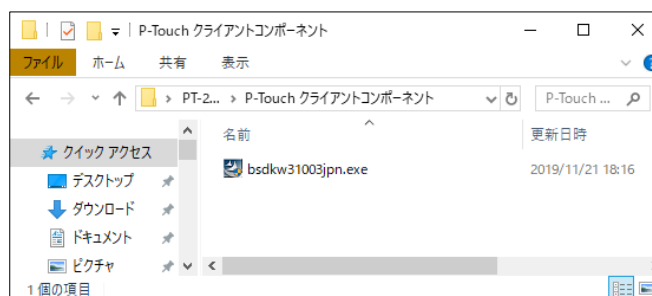 P-Touch クライアントコンポーネント
ファイル ホーム 共有 表示
PT-2... › P-Touch クライアントコンポーネント P-Touch ...
名前 更新日時
クイック アクセス
bsdkw31003jpn.exe 2019/11/21 18:16
デスクトップ
ダウンロード
ドキュメント
ピクチャ
1 個の項目